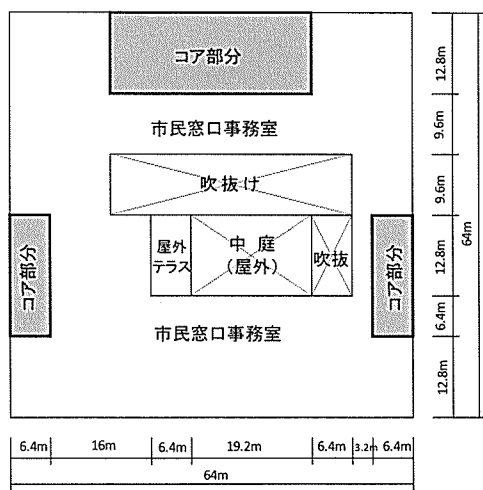 コア部分
市民窓口事務室
吹抜け
屋外
テラス
中庭
(屋外)
吹抜
コア部分
コア部分
市民窓口事務室
12.8m
9.6m
9.6m
12.8m
6.4m
12.8m
64m
6.4m
16m
6.4m
19.2m
6.4m
3.2m
6.4m
64m